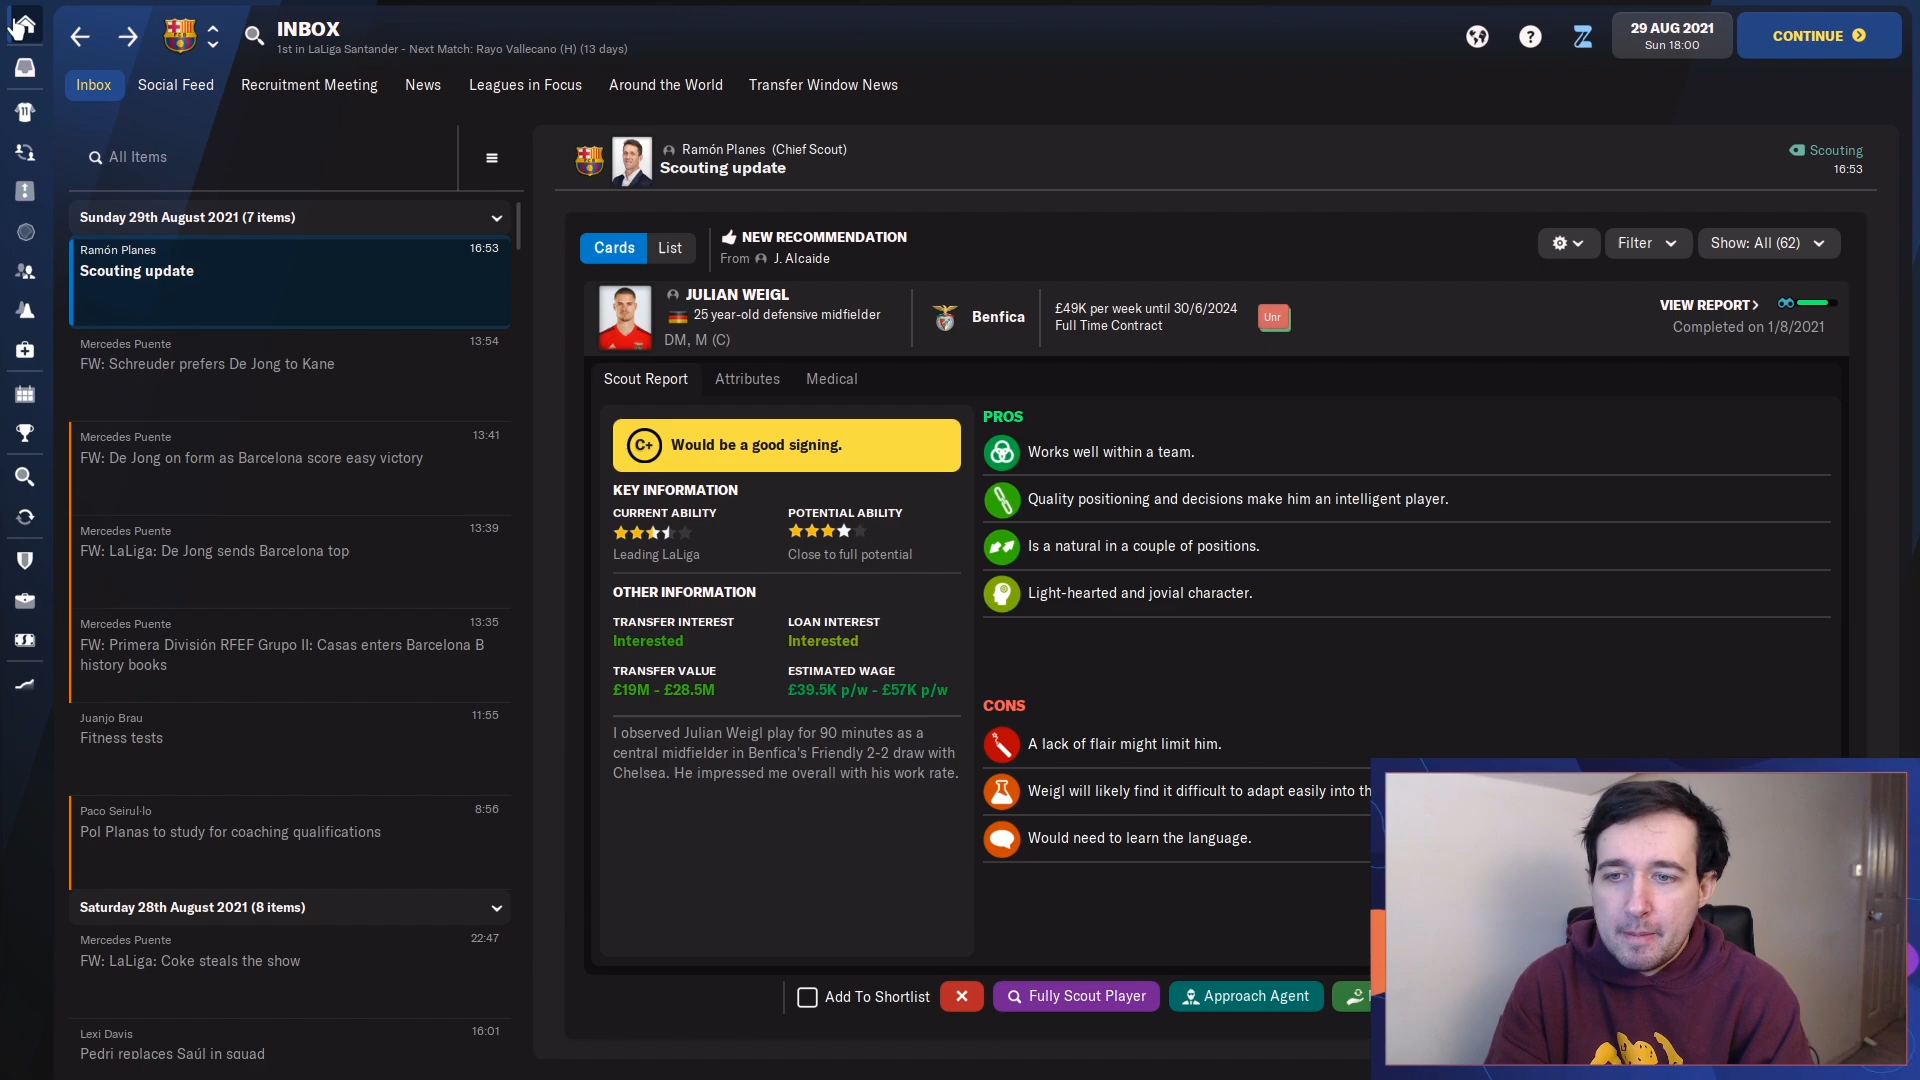 INBOX
1st in LaLiga Santander - Next Match: Rayo Vallecano (H) (13 days)
29 AUG 2021
Sun 18:00
CONTINUE
Inbox
Social Feed
Recruitment Meeting
News
Leagues in Focus
Around the World
Transfer Window News
All Items
Sunday 29th August 2021 (7 items)
Ramón Planes
16:53
Scouting update
Mercedes Puente
13:54
FW: Schreuder prefers De Jong to Kane
Mercedes Puente
13:41
FW: De Jong on form as Barcelona score easy victory
Mercedes Puente
13:39
FW: LaLiga: De Jong sends Barcelona top
Mercedes Puente
13:35
FW: Primera División RFEF Grupo II: Casas enters Barcelona B
history books
Juanjo Brau
11:55
Fitness tests
Paco Seirul·lo
8:56
Pol Planas to study for coaching qualifications
Saturday 28th August 2021 (8 items)
Mercedes Puente
22:47
FW: LaLiga: Coke steals the show
Lexi Davis
16:01
Pedri replaces Saúl in squad
Ramón Planes (Chief Scout)
Scouting update
Scouting
16:53
Cards
List
NEW RECOMMENDATION
From J. Alcaide
Filter
Show: All (62)
JULIAN WEIGL
25 year-old defensive midfielder
DM, M (C)
Benfica
£49K per week until 30/6/2024
Full Time Contract
Unr
VIEW REPORT >
Completed on 1/8/2021
Scout Report
Attributes
Medical
C+
Would be a good signing.
KEY INFORMATION
CURRENT ABILITY
POTENTIAL ABILITY
Leading LaLiga
Close to full potential
OTHER INFORMATION
TRANSFER INTEREST
LOAN INTEREST
Interested
Interested
TRANSFER VALUE
ESTIMATED WAGE
£19M - £28.5M
£39.5K p/w - £57K p/w
I observed Julian Weigl play for 90 minutes as a
central midfielder in Benfica's Friendly 2-2 draw with
Chelsea. He impressed me overall with his work rate.
PROS
Works well within a team.
Quality positioning and decisions make him an intelligent player.
Is a natural in a couple of positions.
Light-hearted and jovial character.
CONS
A lack of flair might limit him.
Weigl will likely find it difficult to adapt easily into th
Would need to learn the language.
Add To Shortlist
Fully Scout Player
Approach Agent